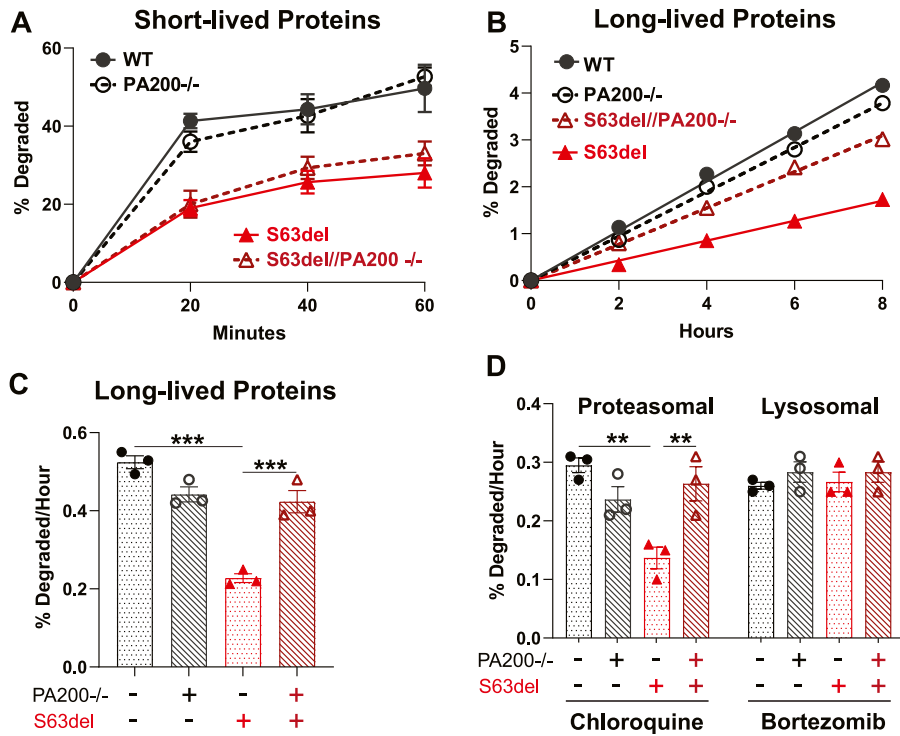 A
Short-lived Proteins
% Degraded
60
40
20
0
WT
PA200-/-
S63del
S63del//PA200 -/-
0 20 40 60
Minutes
B
Long-lived Proteins
% Degraded
5
4
3
2
1
0
WT
PA200-/-
S63del//PA200-/-
S63del
0 2 4 6 8
Hours
C
Long-lived Proteins
% Degraded/Hour
0.6
0.4
0.2
0.0
***
***
PA200-/- - + - +
S63del - - + +
D
Proteasomal Lysosomal
% Degraded/Hour
0.4
0.3
0.2
0.1
0.0
** **
PA200-/- - + - + - + - +
S63del - - + + - - + +
Chloroquine Bortezomib